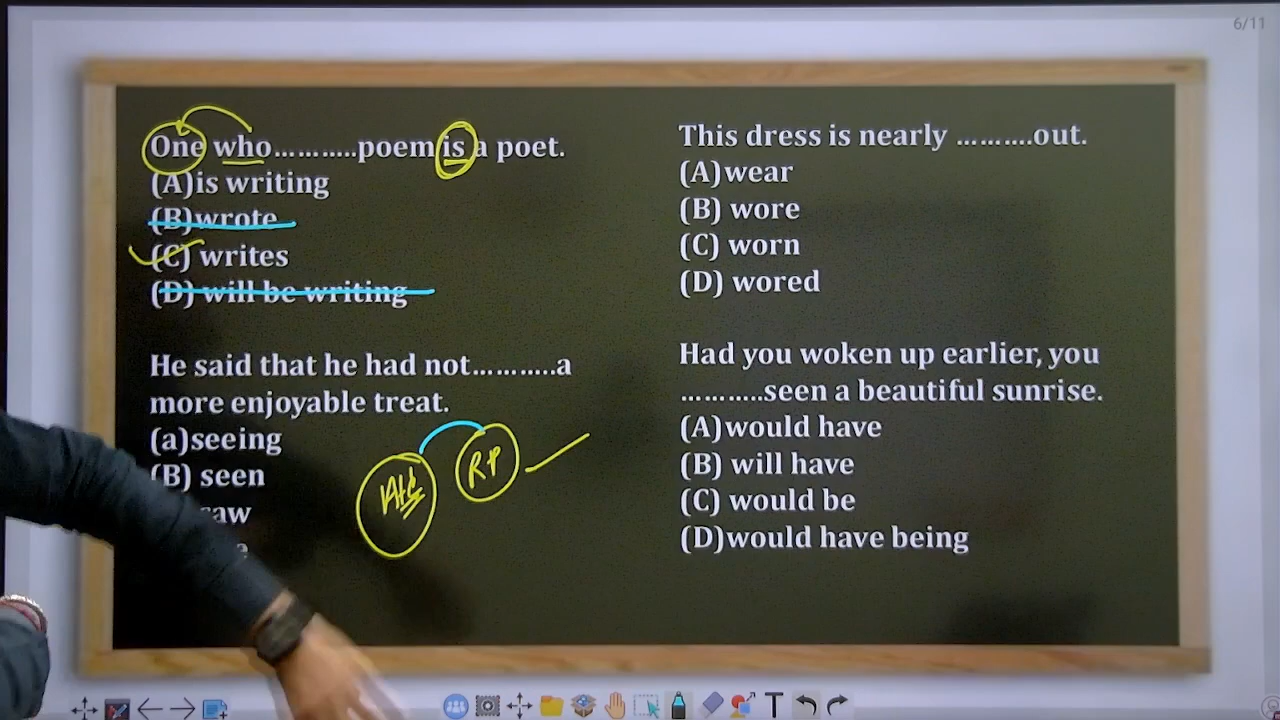 6/11
One who...........poem is a poet.
(A)is writing
(B)wrote
(C) writes
(D) will be writing
He said that he had not...........a
more enjoyable treat.
(a)seeing
(B) seen
saw
RP
This dress is nearly ..........out.
(A)wear
(B) wore
(C) worn
(D) wored
Had you woken up earlier, you
...........seen a beautiful sunrise.
(A)would have
(B) will have
(C) would be
(D)would have being
T